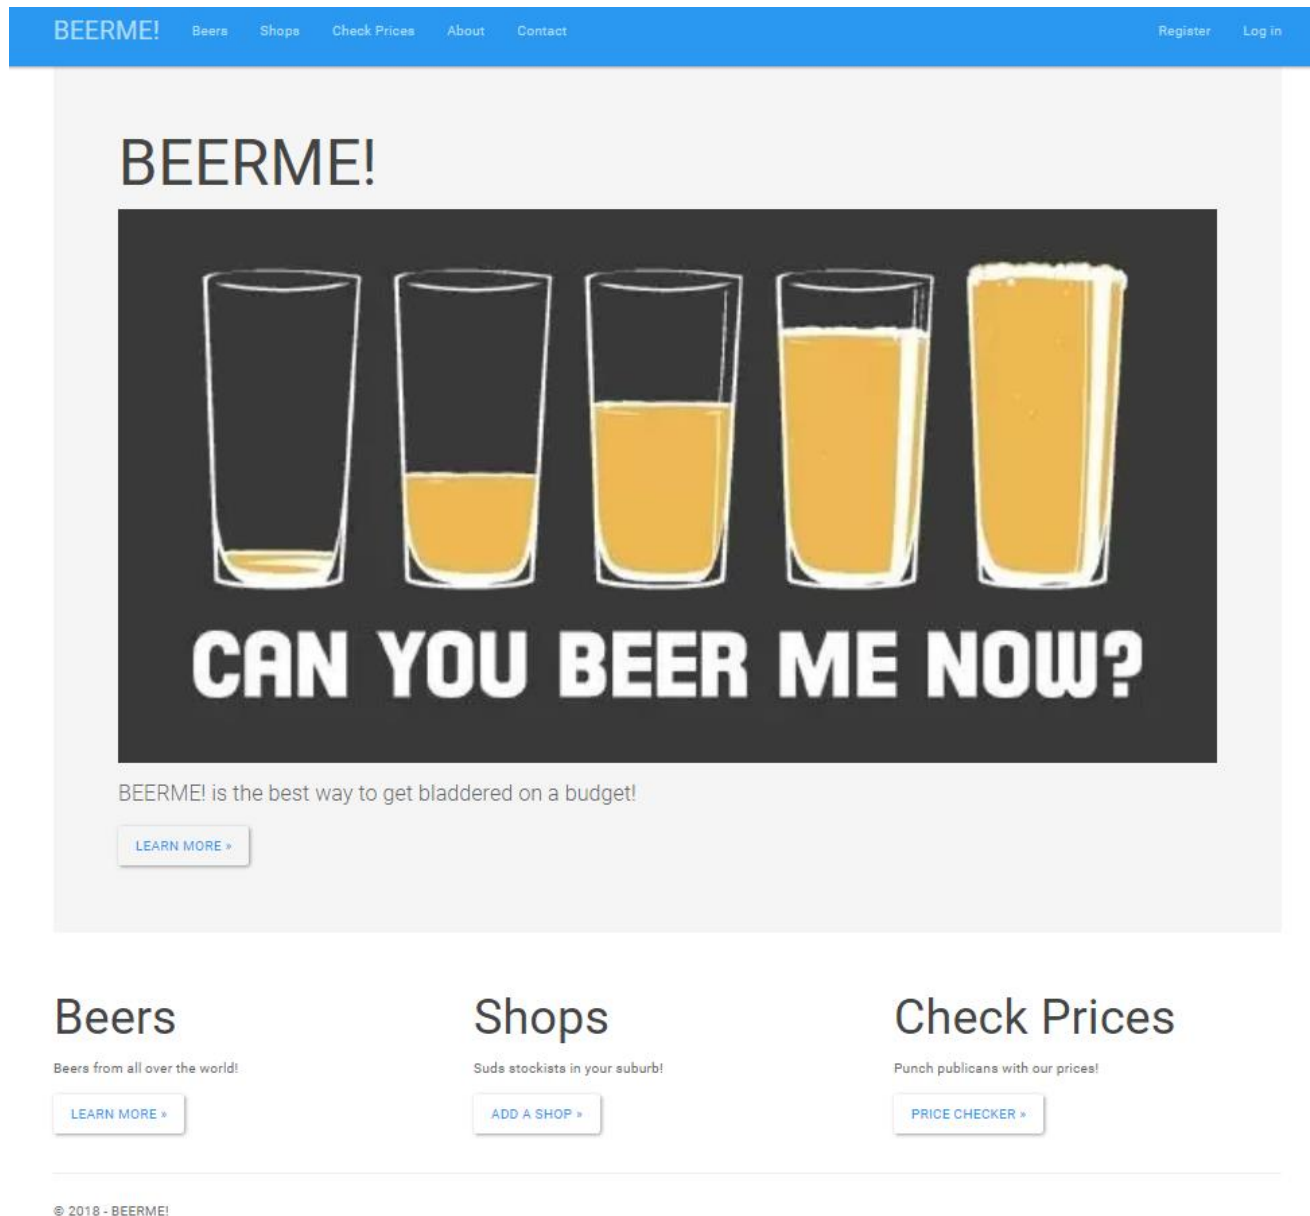 BEERME! Beers Shops Check Prices About Contact Register Log in
BEERME!
CAN YOU BEER ME NOW?
BEERME! is the best way to get bladdered on a budget!
LEARN MORE »
Beers Shops Check Prices
Beers from all over the world! Suds stockists in your suburb! Punch publicans with our prices!
LEARN MORE » ADD A SHOP » PRICE CHECKER »
© 2018 - BEERME!